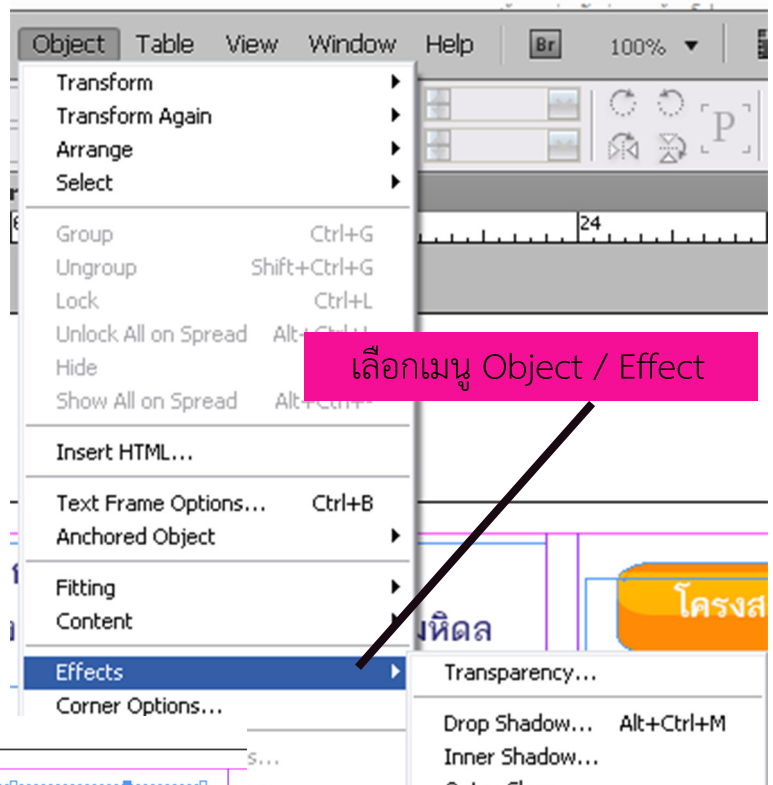 Object Table View Window Help Br 100%
Transform
Transform Again
Arrange
Select
P
24
Group Ctrl+G
Ungroup Shift+Ctrl+G
Lock Ctrl+L
Unlock All on Spread
Hide
Show All on Spread
เลือกเมนู Object / Effect
Insert HTML...
Text Frame Options... Ctrl+B
Anchored Object
Fitting
Content
โครงส
มหิดล
Effects
Corner Options...
Transparency...
Drop Shadow... Alt+Ctrl+M
Inner Shadow...